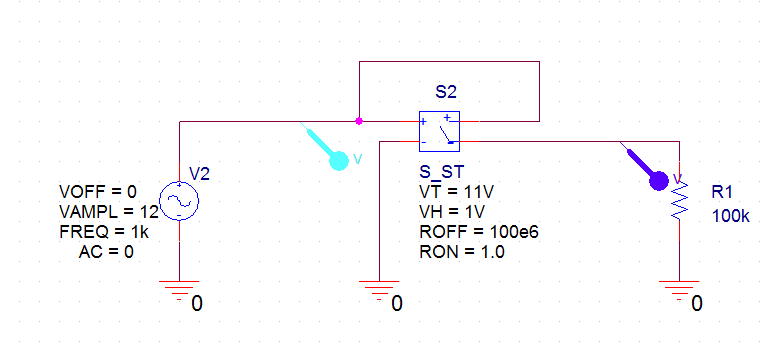 S2
+
+
-
V
S_ST
VT = 11V
VH = 1V
ROFF = 100e6
RON = 1.0
V2
VOFF = 0
VAMPL = 12
FREQ = 1k
AC = 0
+
-
V
R1
100k
0
0
0